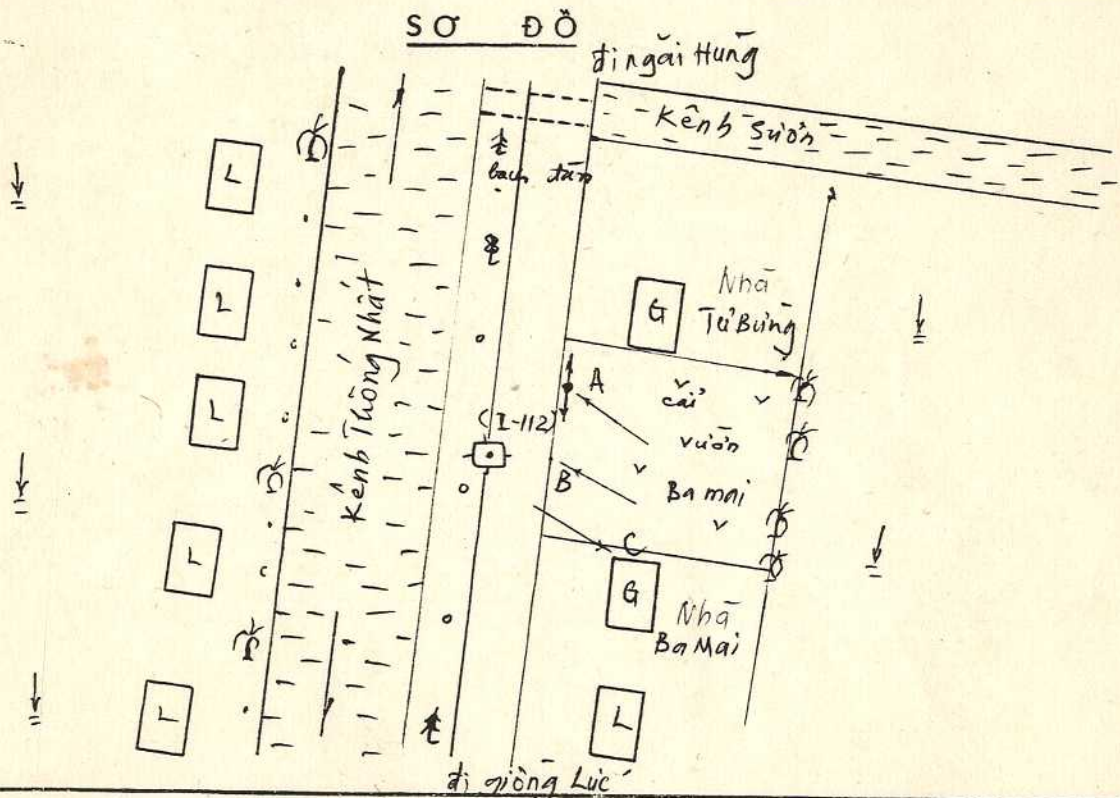 SƠ ĐỒ
đi ngãi Hưng
Kênh Sườn
bạch đàn
L
L
L
L
L
Kênh Thống Nhất
G
Nhà
Tư Bưng
A
(I-112)
B
C
cải
vườn
Ba mai
G
Nhà
Ba Mai
L
đi giồng Lức